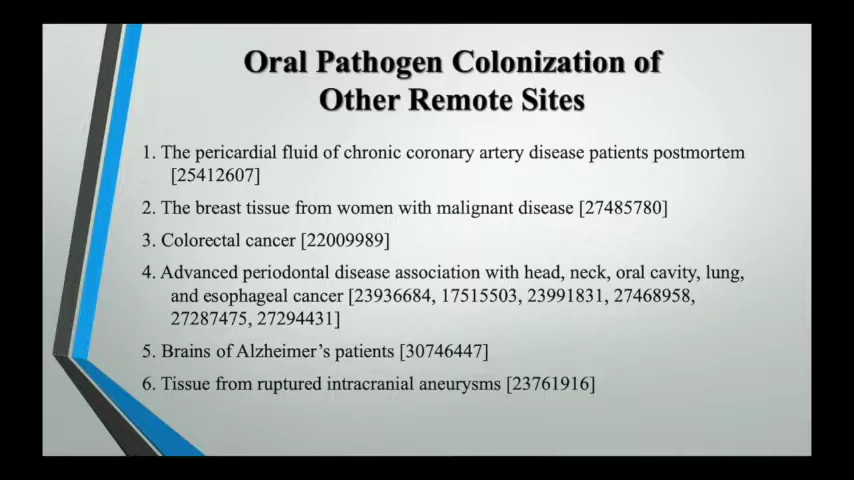 Oral Pathogen Colonization of
Other Remote Sites
1. The pericardial fluid of chronic coronary artery disease patients postmortem
[25412607]
2. The breast tissue from women with malignant disease [27485780]
3. Colorectal cancer [22009989]
4. Advanced periodontal disease association with head, neck, oral cavity, lung,
and esophageal cancer [23936684, 17515503, 23991831, 27468958,
27287475, 27294431]
5. Brains of Alzheimer’s patients [30746447]
6. Tissue from ruptured intracranial aneurysms [23761916]